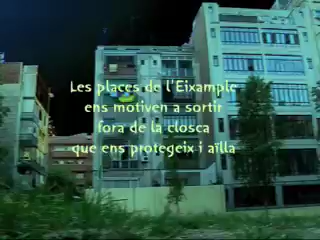 Les places de l'Eixample
ens motiven a sortir
fora de la closca
que ens protegeix i aïlla